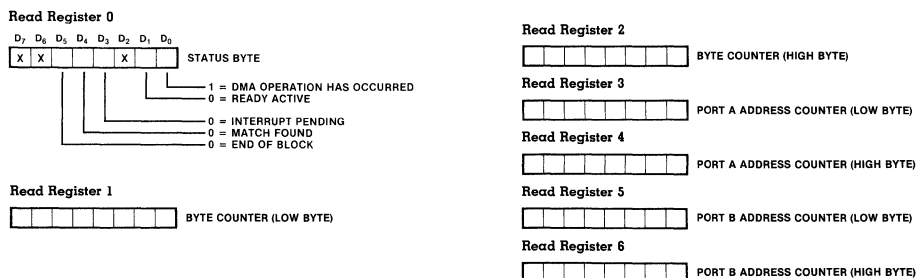 Read Register 0
D7 D6 D5 D4 D3 D2 D1 D0
X X X STATUS BYTE
1 = DMA OPERATION HAS OCCURRED
0 = READY ACTIVE
0 = INTERRUPT PENDING
0 = MATCH FOUND
0 = END OF BLOCK
Read Register 1
BYTE COUNTER (LOW BYTE)
Read Register 2
BYTE COUNTER (HIGH BYTE)
Read Register 3
PORT A ADDRESS COUNTER (LOW BYTE)
Read Register 4
PORT A ADDRESS COUNTER (HIGH BYTE)
Read Register 5
PORT B ADDRESS COUNTER (LOW BYTE)
Read Register 6
PORT B ADDRESS COUNTER (HIGH BYTE)